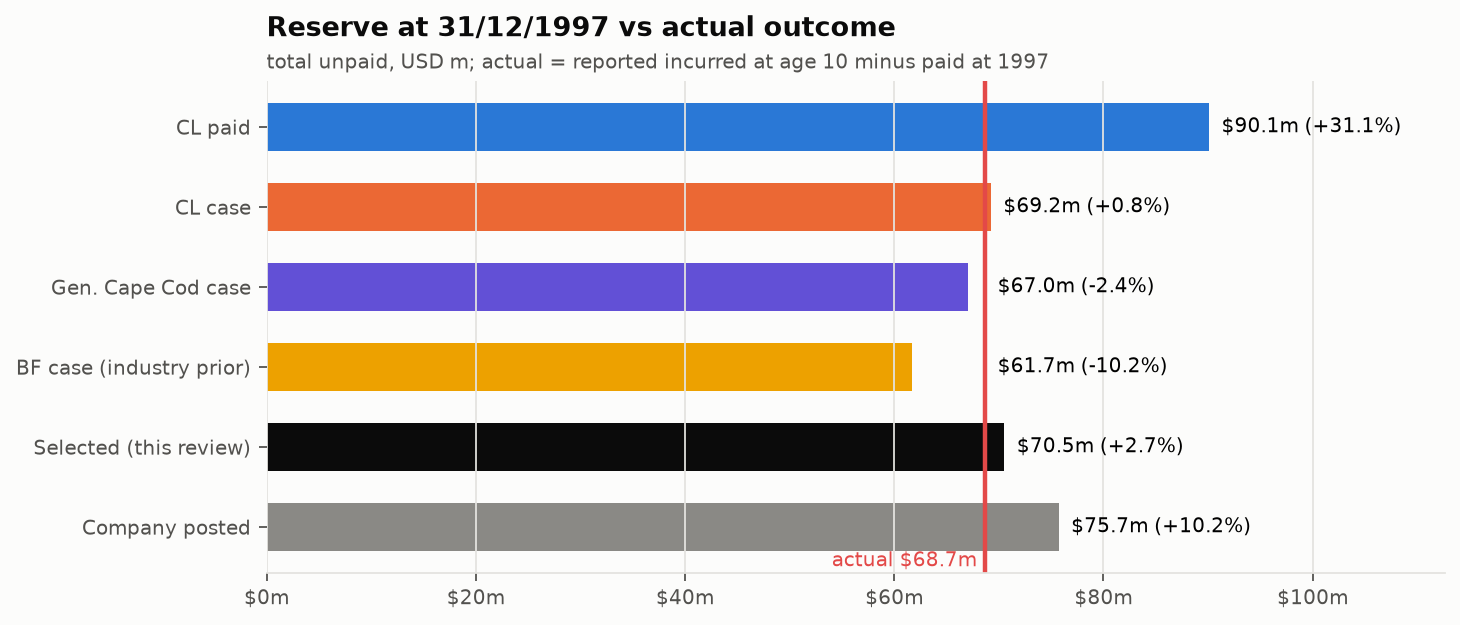 Reserve at 31/12/1997 vs actual outcome
total unpaid, USD m; actual = reported incurred at age 10 minus paid at 1997
CL paid
$90.1m (+31.1%)
CL case
$69.2m (+0.8%)
Gen. Cape Cod case
$67.0m (-2.4%)
BF case (industry prior)
$61.7m (-10.2%)
Selected (this review)
$70.5m (+2.7%)
Company posted
$75.7m (+10.2%)
actual $68.7m
$0m
$20m
$40m
$60m
$80m
$100m